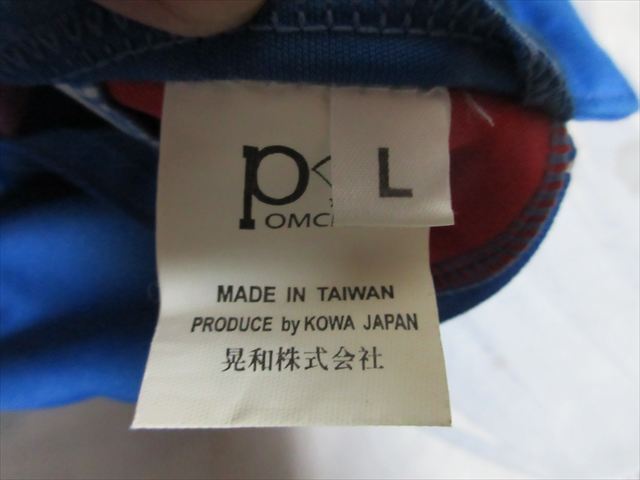 p
L
MADE IN TAIWAN
PRODUCE by KOWA JAPAN
晃和株式会社